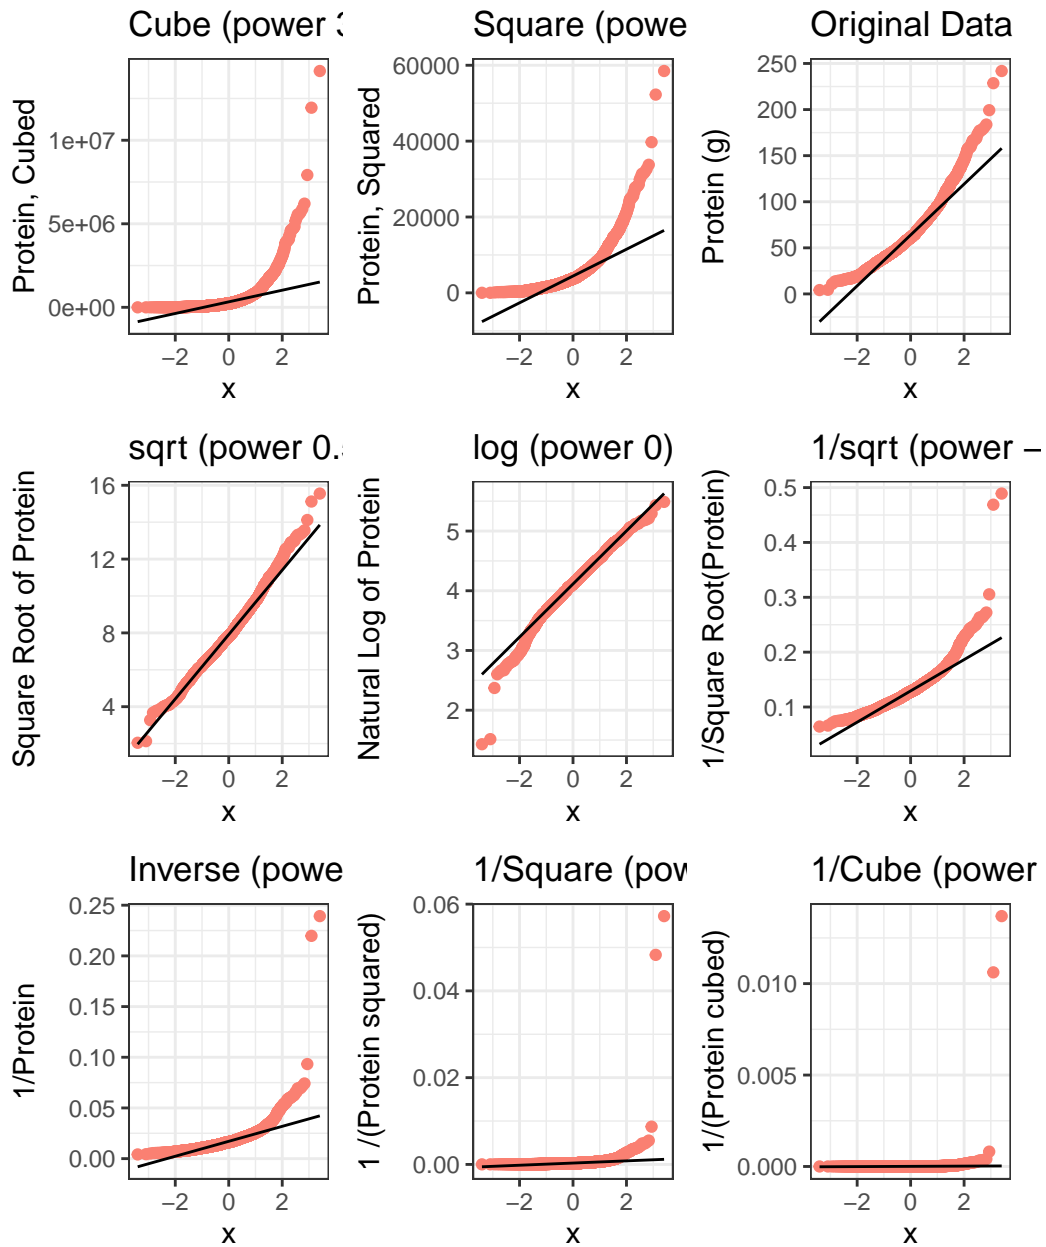 Cube (power 3
Square (powe
Original Data
Protein, Cubed
1e+07
5e+06
0e+00
−2 0 2
x
Protein, Squared
60000
40000
20000
0
−2 0 2
x
Protein (g)
250
200
150
100
50
0
−2 0 2
x
sqrt (power 0.
log (power 0)
1/sqrt (power −
Square Root of Protein
16
12
8
4
−2 0 2
x
Natural Log of Protein
5
4
3
2
−2 0 2
x
1/Square Root(Protein)
0.5
0.4
0.3
0.2
0.1
−2 0 2
x
Inverse (powe
1/Square (pow
1/Cube (power
1/Protein
0.25
0.20
0.15
0.10
0.05
0.00
−2 0 2
x
1 /(Protein squared)
0.06
0.04
0.02
0.00
−2 0 2
x
1/(Protein cubed)
0.010
0.005
0.000
−2 0 2
x